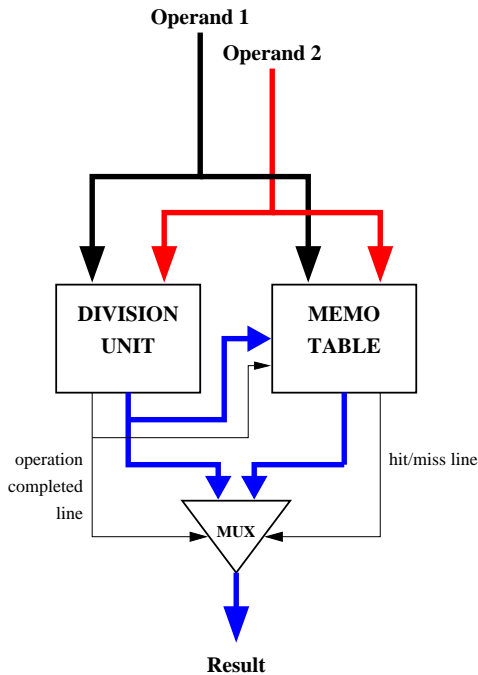 Operand 1
Operand 2
DIVISION
UNIT
MEMO
TABLE
operation
completed
line
hit/miss line
MUX
Result